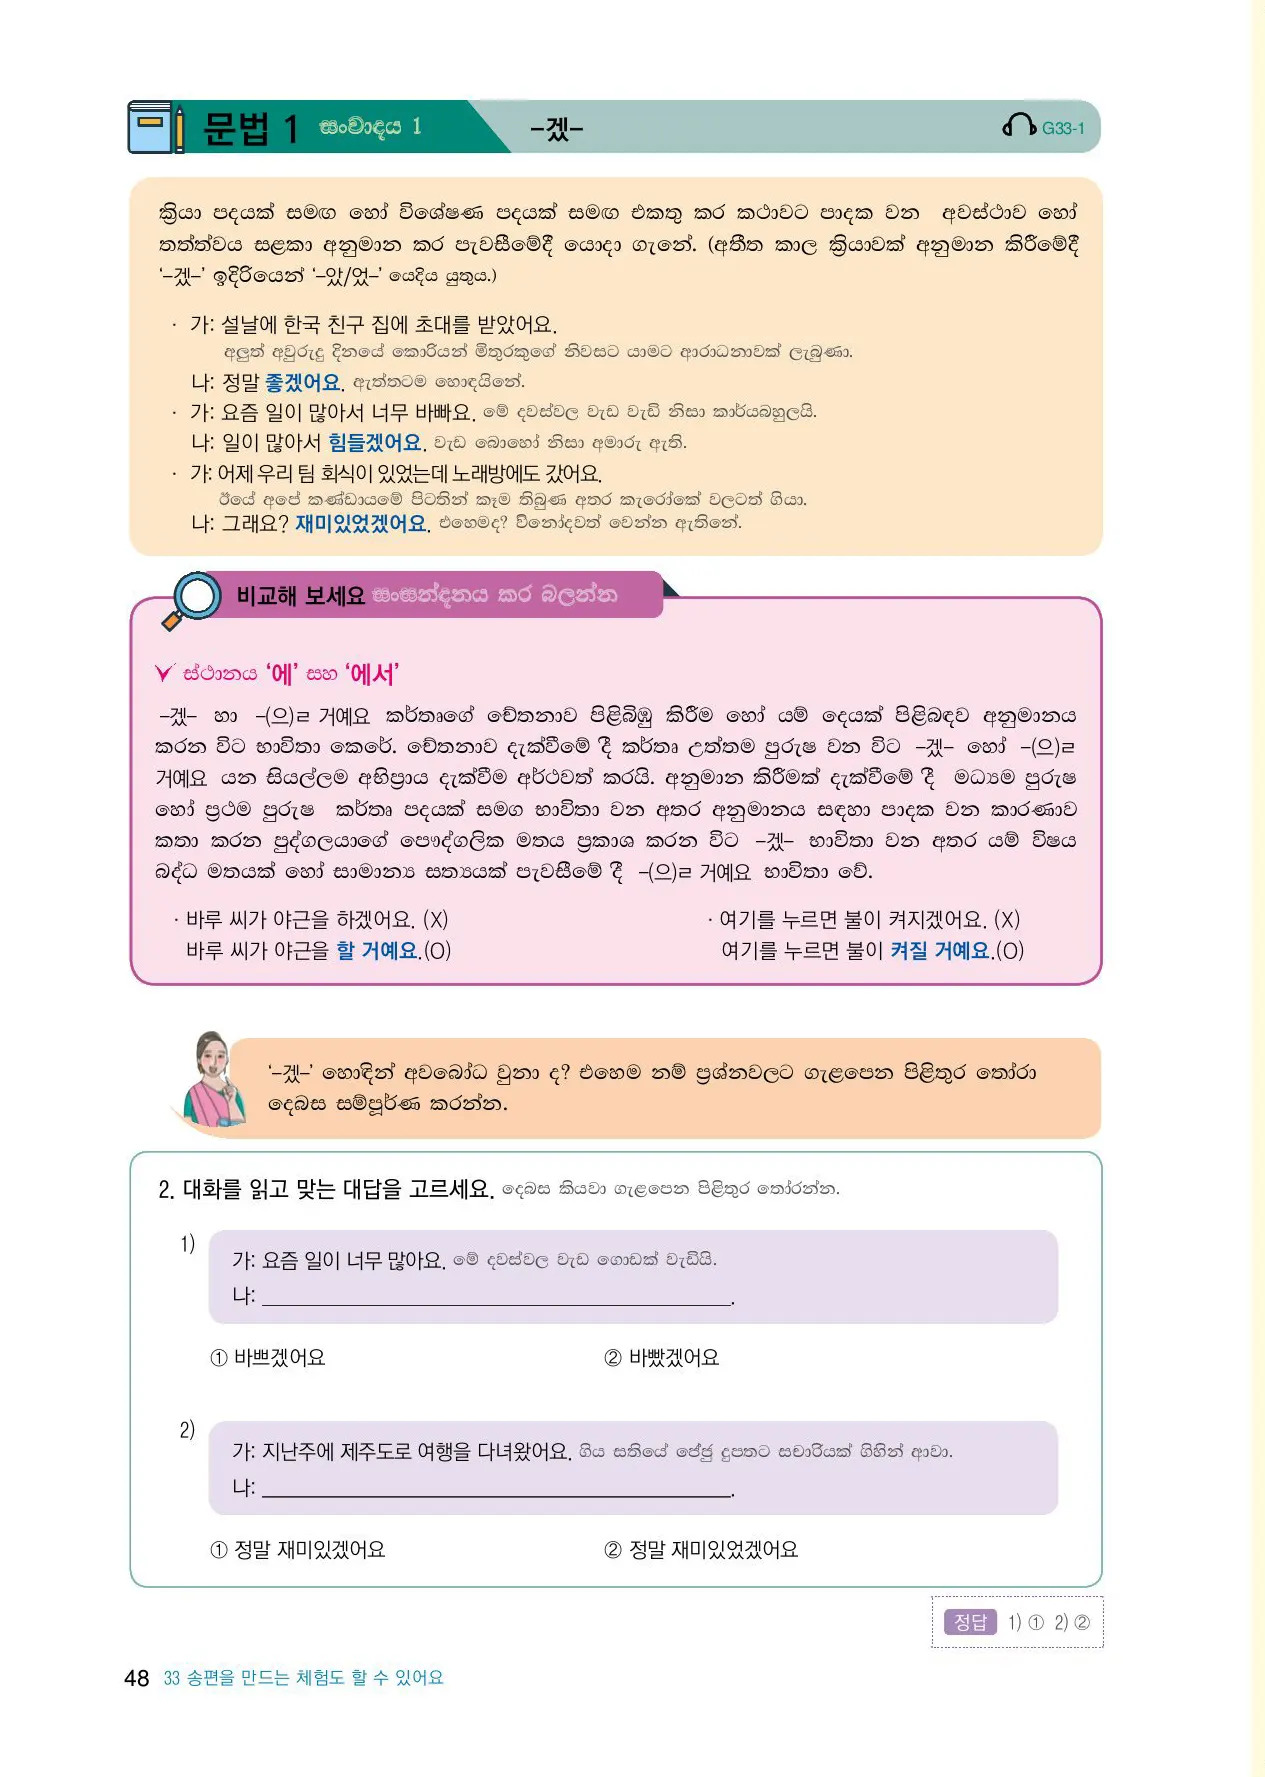 문법 1 සංවාදය 1 –겠– G33-1
ක්‍රියා පදයක් සමඟ හෝ විශේෂණ පදයක් සමඟ එකතු කර කථාවට පාදක වන අවස්ථාව හෝ
තත්ත්වය සළකා අනුමාන කර පැවසීමේදී යොදා ගැනේ. (අතීත කාල ක්‍රියාවක් අනුමාන කිරීමේදී
‘–겠–’ ඉදිරියෙන් ‘–았/었–’ යෙදිය යුතුය.)
· 가: 설날에 한국 친구 집에 초대를 받았어요.
අලුත් අවුරුදු දිනයේ කොරියන් මිතුරකුගේ නිවසට යාමට ආරාධනාවක් ලැබුණා.
나: 정말 좋겠어요. ඇත්තටම හොඳයිනේ.
· 가: 요즘 일이 많아서 너무 바빠요. මේ දවස්වල වැඩ වැඩි නිසා කාර්යබහුලයි.
나: 일이 많아서 힘들겠어요. වැඩ බොහෝ නිසා අමාරු ඇති.
· 가: 어제 우리 팀 회식이 있었는데 노래방에도 갔어요.
ඊයේ අපේ කණ්ඩායමේ පිටතින් කෑම තිබුණ අතර කැරෝකේ වලටත් ගියා.
나: 그래요? 재미있었겠어요. එහෙමද? විනෝදවත් වෙන්න ඇතිනේ.
비교해 보세요 සංසන්දනය කර බලන්න
ස්ථානය ‘에’ සහ ‘에서’
–겠– හා –(으)ㄹ 거예요 කර්තෘගේ චේතනාව පිළිබිඹු කිරීම හෝ යම් දෙයක් පිළිබඳව අනුමානය
කරන විට භාවිතා කෙරේ. චේතනාව දැක්වීමේ දී කර්තෘ උත්තම පුරුෂ වන විට –겠– හෝ –(으)ㄹ
거예요 යන සියල්ලම අභිප්‍රාය දැක්වීම අර්ථවත් කරයි. අනුමාන කිරීමක් දැක්වීමේ දී මධ්‍යම පුරුෂ
හෝ ප්‍රථම පුරුෂ කර්තෘ පදයක් සමග භාවිතා වන අතර අනුමානය සඳහා පාදක වන කාරණාව
කතා කරන පුද්ගලයාගේ පෞද්ගලික මතය ප්‍රකාශ කරන විට –겠– භාවිතා වන අතර යම් විෂය
බද්ධ මතයක් හෝ සාමාන්‍ය සත්‍යයක් පැවසීමේ දී –(으)ㄹ 거예요 භාවිතා වේ.
· 바루 씨가 야근을 하겠어요. (X) · 여기를 누르면 불이 켜지겠어요. (X)
바루 씨가 야근을 할 거예요.(O) 여기를 누르면 불이 켜질 거예요.(O)
‘–겠–’ හොඳින් අවබෝධ වුනා ද? එහෙම නම් ප්‍රශ්නවලට ගැළපෙන පිළිතුර තෝරා
දෙබස සම්පූර්ණ කරන්න.
2. 대화를 읽고 맞는 대답을 고르세요. දෙබස කියවා ගැළපෙන පිළිතුර තෝරන්න.
1)
가: 요즘 일이 너무 많아요. මේ දවස්වල වැඩ ගොඩක් වැඩියි.
나: ____________________.
① 바쁘겠어요 ② 바빴겠어요
2)
가: 지난주에 제주도로 여행을 다녀왔어요. ගිය සතියේ ජේජු දුපතට සචාරියක් ගිහින් ආවා.
나: ____________________.
① 정말 재미있겠어요 ② 정말 재미있었겠어요
정답 1) ① 2) ②
48 33 송편을 만드는 체험도 할 수 있어요